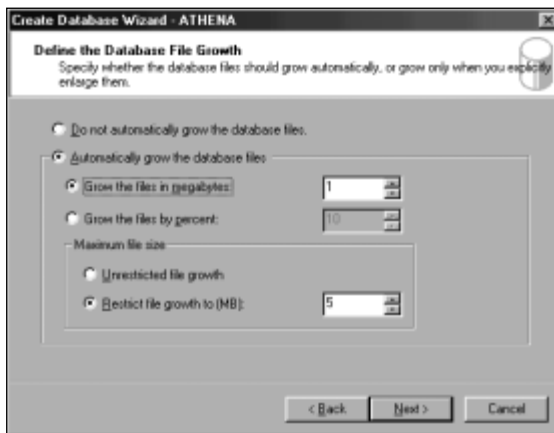 Create Database Wizard - ATHENA
Define the Database File Growth
Specify whether the database files should grow automatically, or grow only when you explicitly
enlarge them.
Do not automatically grow the database files.
Automatically grow the database files
Grow the files in megabytes: 1
Grow the files by percent: 10
Maximum file size
Unrestricted file growth
Restrict file growth to (MB): 5
< Back Next > Cancel